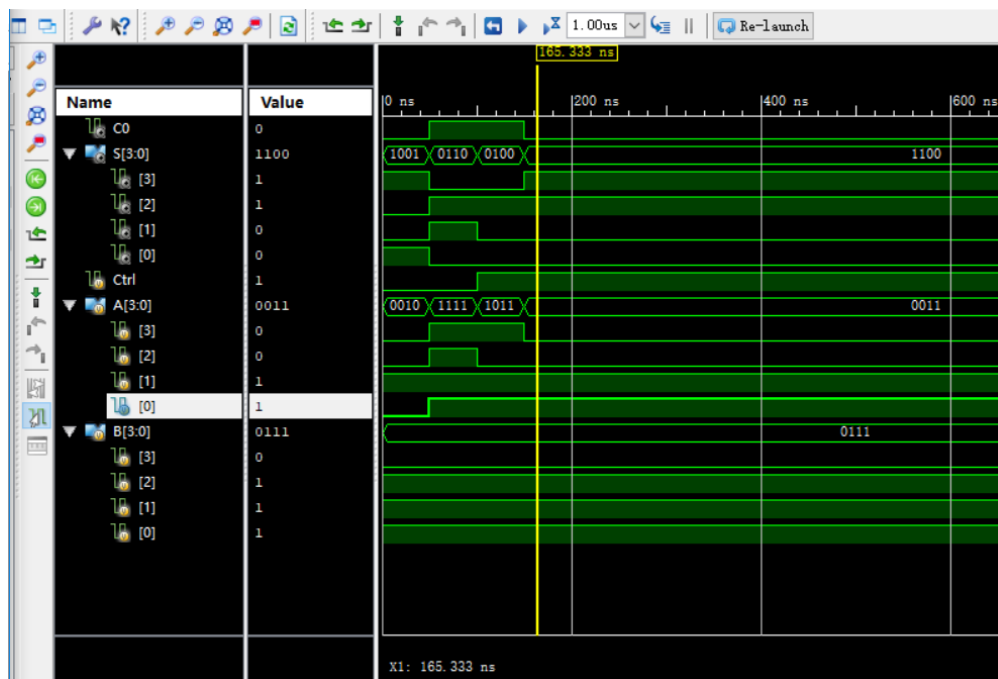 1.00us Re-launch
165.333 ns
Name Value 0 ns 200 ns 400 ns 600 ns
CO 0
S[3:0] 1100 1001 0110 0100 1100
[3] 1
[2] 1
[1] 0
[0] 0
Ctrl 1
A[3:0] 0011 0010 1111 1011 0011
[3] 0
[2] 0
[1] 1
[0] 1
B[3:0] 0111 0111
[3] 0
[2] 1
[1] 1
[0] 1
X1: 165.333 ns